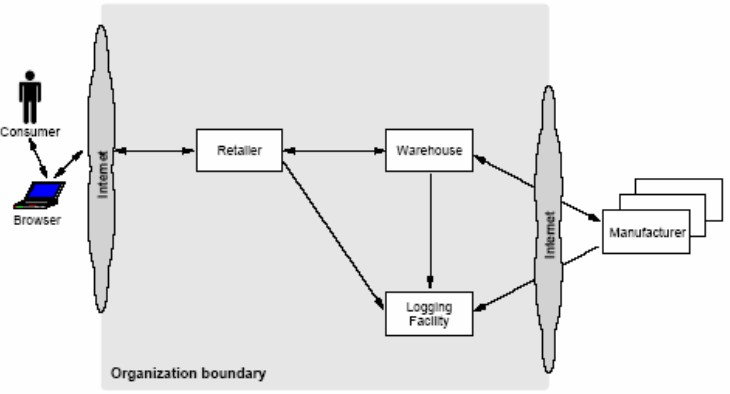 Consumer
Browser
Internet
Retailer
Warehouse
Internet
Manufacturer
Logging
Facility
Organization boundary